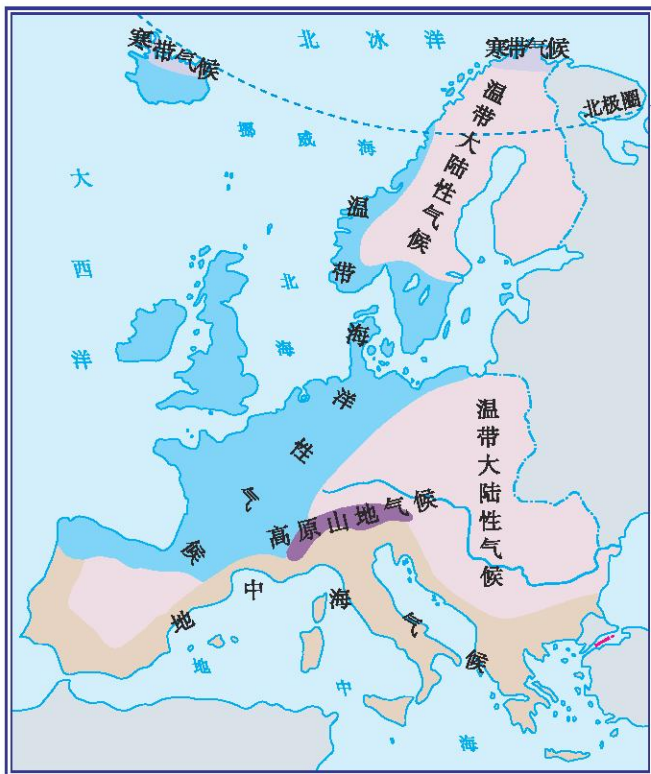 寒带气候
北冰洋
寒带气候
北极圈
挪威海
温带大陆性气候
大西洋
北海
温带海洋性气候
温带大陆性气候
高原山地气候
地中海气候
地中海